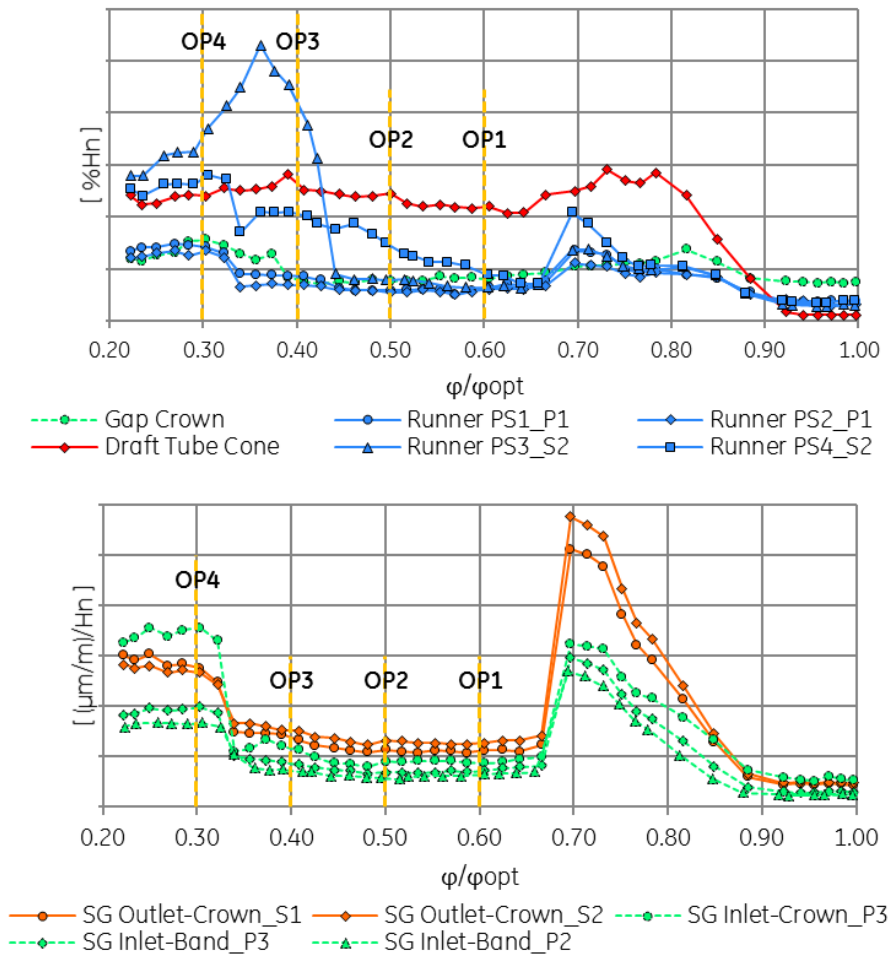 OP4 OP3
OP2 OP1
[ %Hn ]
0.20 0.30 0.40 0.50 0.60 0.70 0.80 0.90 1.00
φ/φopt
Gap Crown Runner PS1_P1 Runner PS2_P1
Draft Tube Cone Runner PS3_S2 Runner PS4_S2
OP4
OP3 OP2 OP1
[ (μm/m)/Hn ]
0.20 0.30 0.40 0.50 0.60 0.70 0.80 0.90 1.00
φ/φopt
SG Outlet-Crown_S1 SG Outlet-Crown_S2 SG Inlet-Crown_P3
SG Inlet-Band_P3 SG Inlet-Band_P2